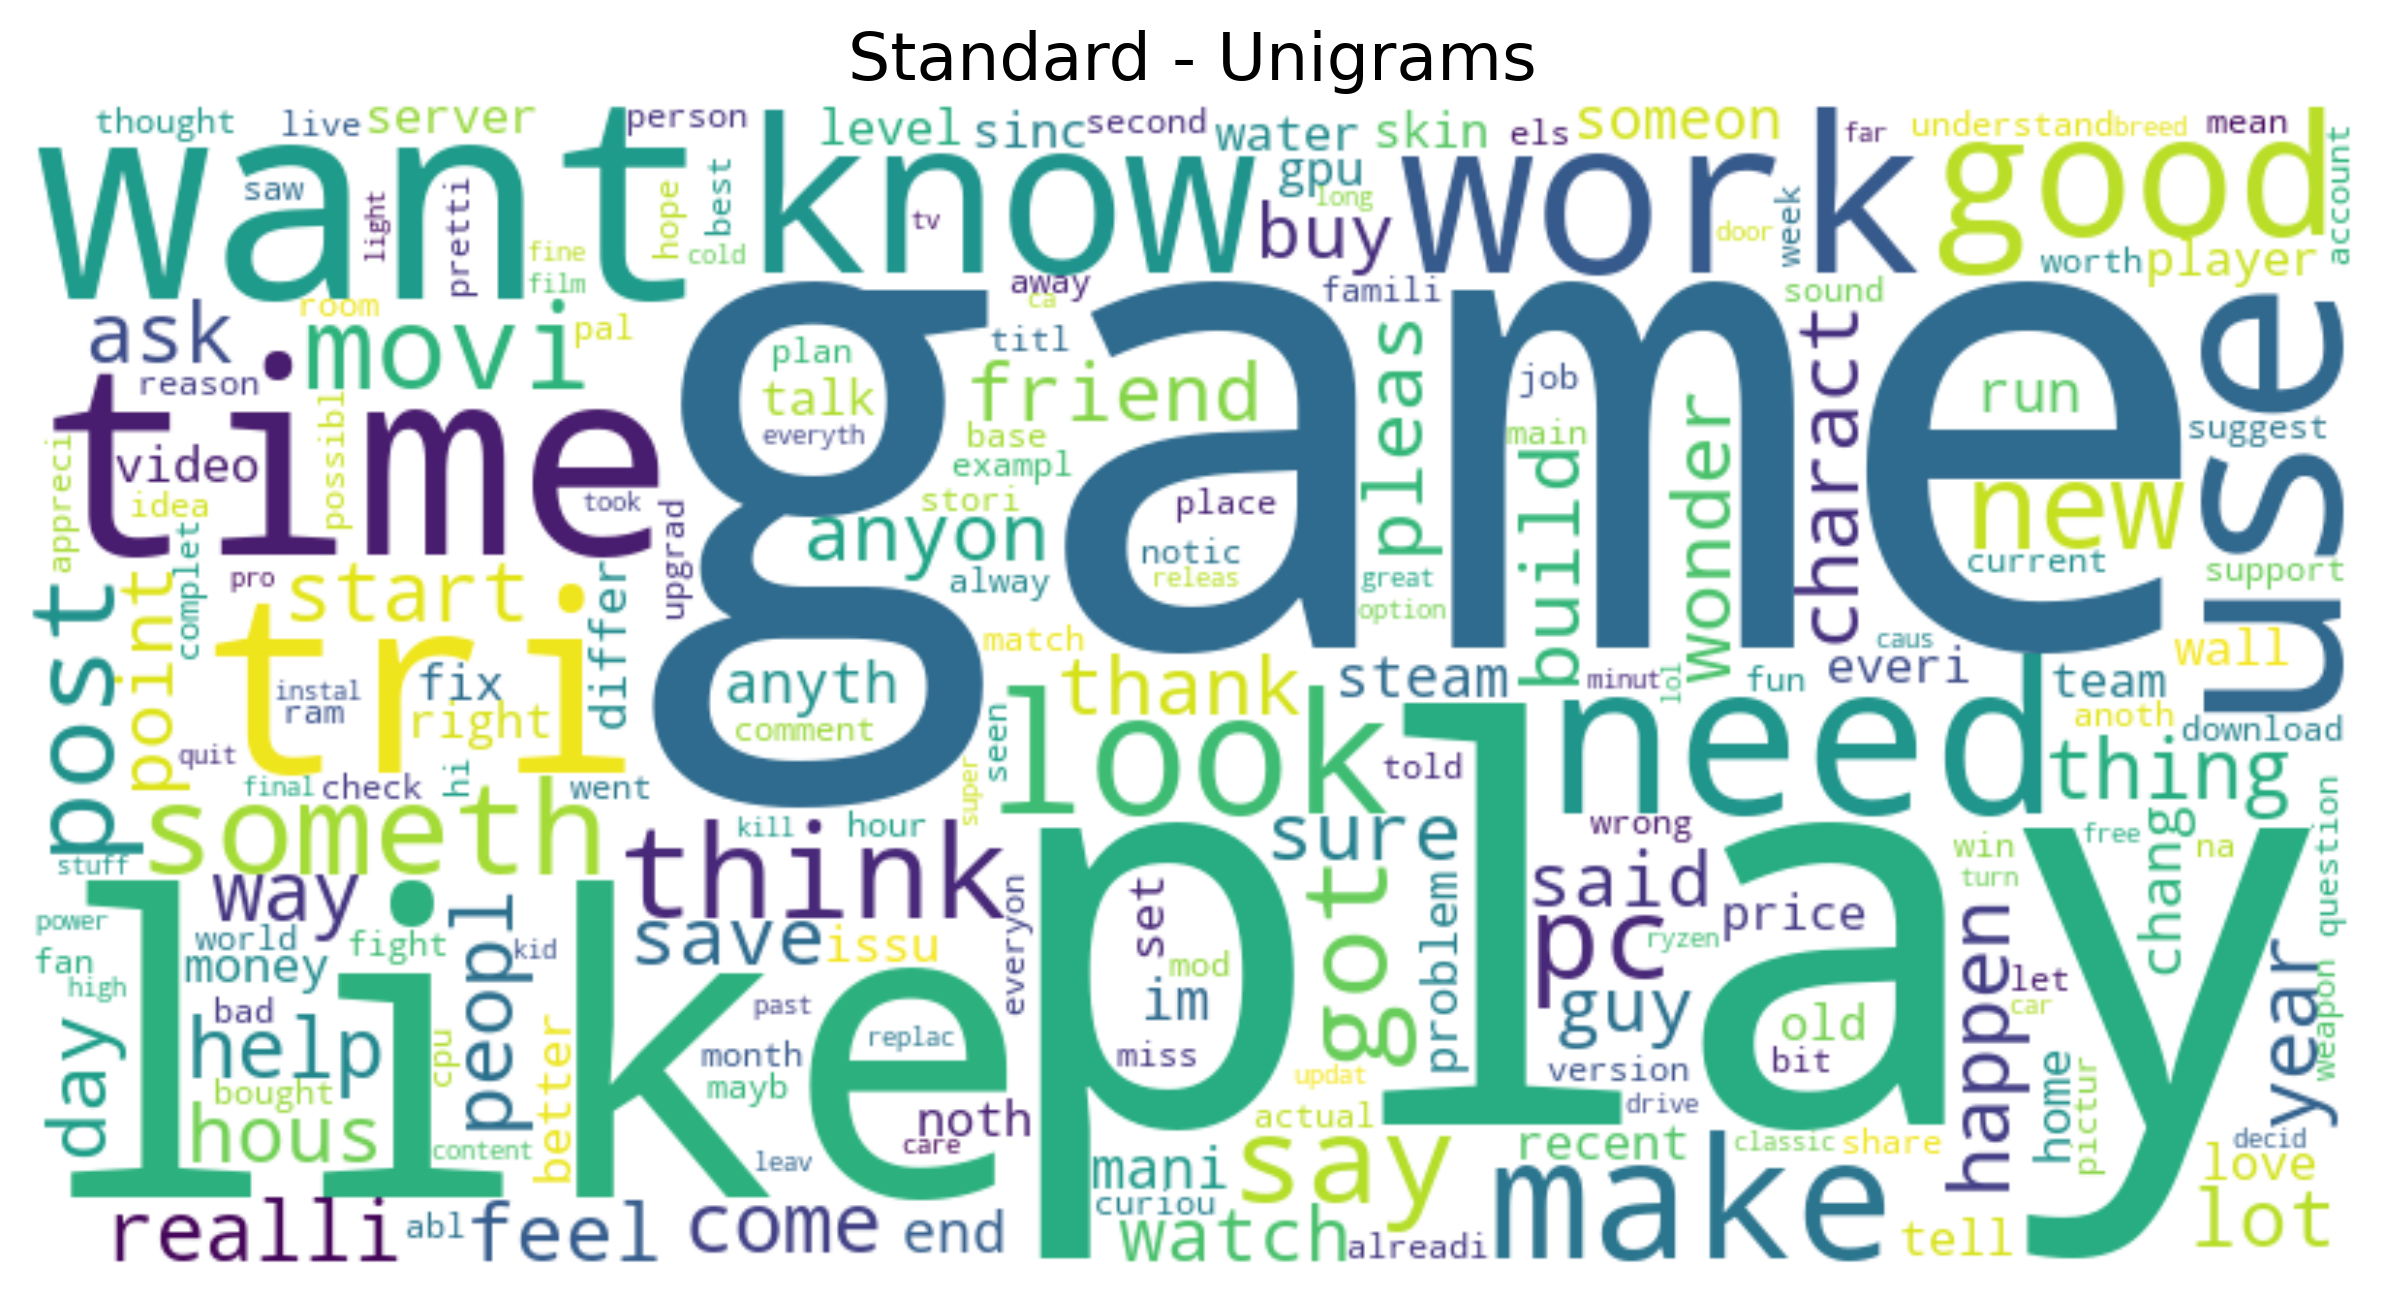 Standard - Unigrams
thought live server person level sinc second water skin els someon far understand breed mean
want know work good
saw light pretti fine film hope best cold tv gpu long buy door week worth player account
ask room movi pal away ca titl famili sound
time game use
reason video idea possibl appreci took
plan talk everyth friend base exampl stori anyon place notic alway releas
pleas great option job main build wonder charact run new current suggest support
post point complet pro start tri differ upgrad
instal ram fix right quit final check hi went
anyth comment match thank steam look seen super told
minut lol fun everi caus need team wall anoth download thing
someth stuff way think kill hour sure wrong
like play
power fan high world money fight peopl kid save issu everyon
set mod im miss got problem said pc ryzen price guy
win turn free chang na question happen let car year weapon
day bad help bought hous cpu better content
past month mayb replac noth care leav
updat actual version drive old bit home pictur
realli abl feel come end mani curiou watch say alreadi recent make classic share tell decid love lot